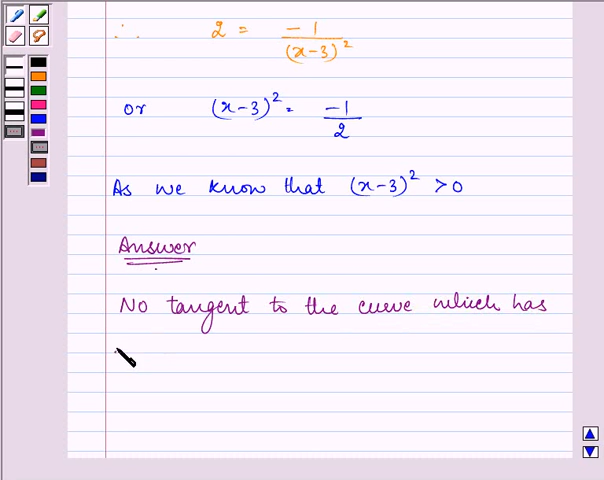 ∴ 2 = -1/(x-3)²
or (x-3)² = -1/2
As we know that (x-3)² >0
Answer
No tangent to the curve which has